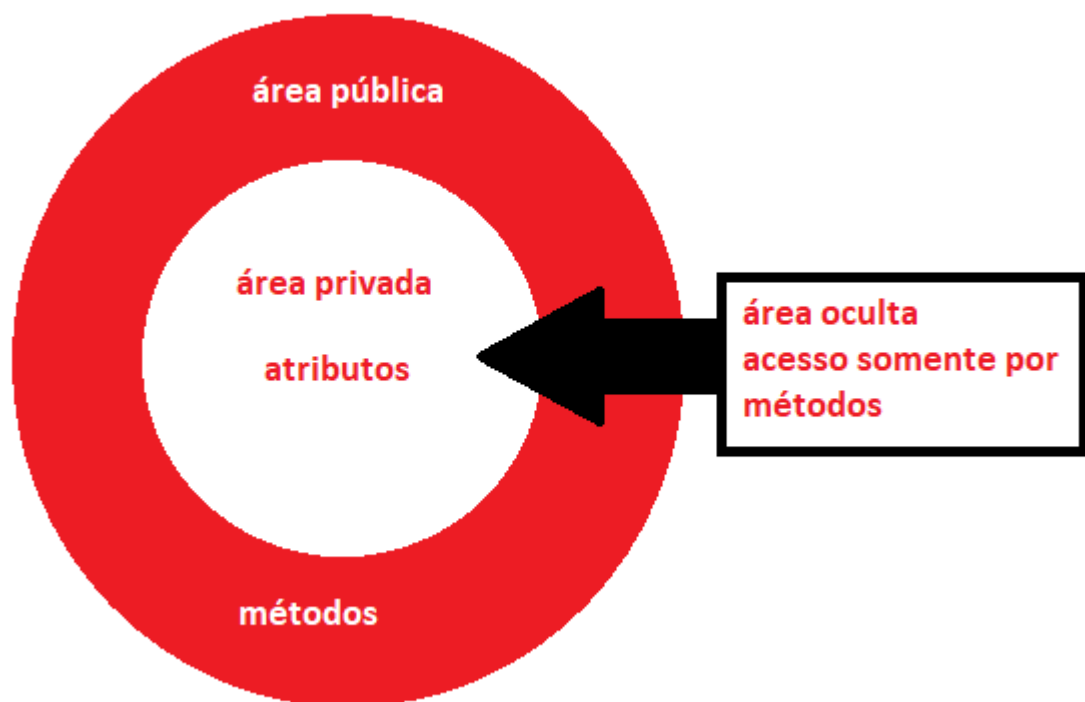 área pública
área privada
atributos
área oculta
acesso somente por
métodos
métodos